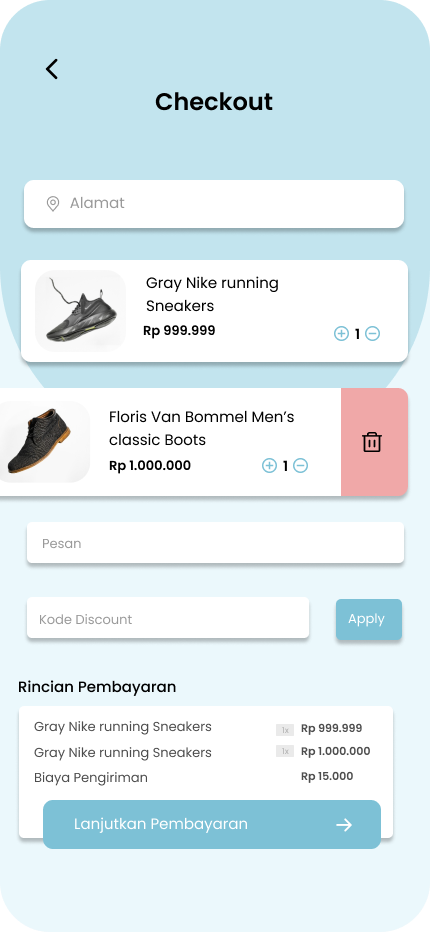 Checkout
Alamat
Gray Nike running
Sneakers
Rp 999.999
1
Floris Van Bommel Men’s
classic Boots
Rp 1.000.000
1
Pesan
Kode Discount
Apply
Rincian Pembayaran
Gray Nike running Sneakers 1x Rp 999.999
Gray Nike running Sneakers 1x Rp 1.000.000
Biaya Pengiriman Rp 15.000
Lanjutkan Pembayaran